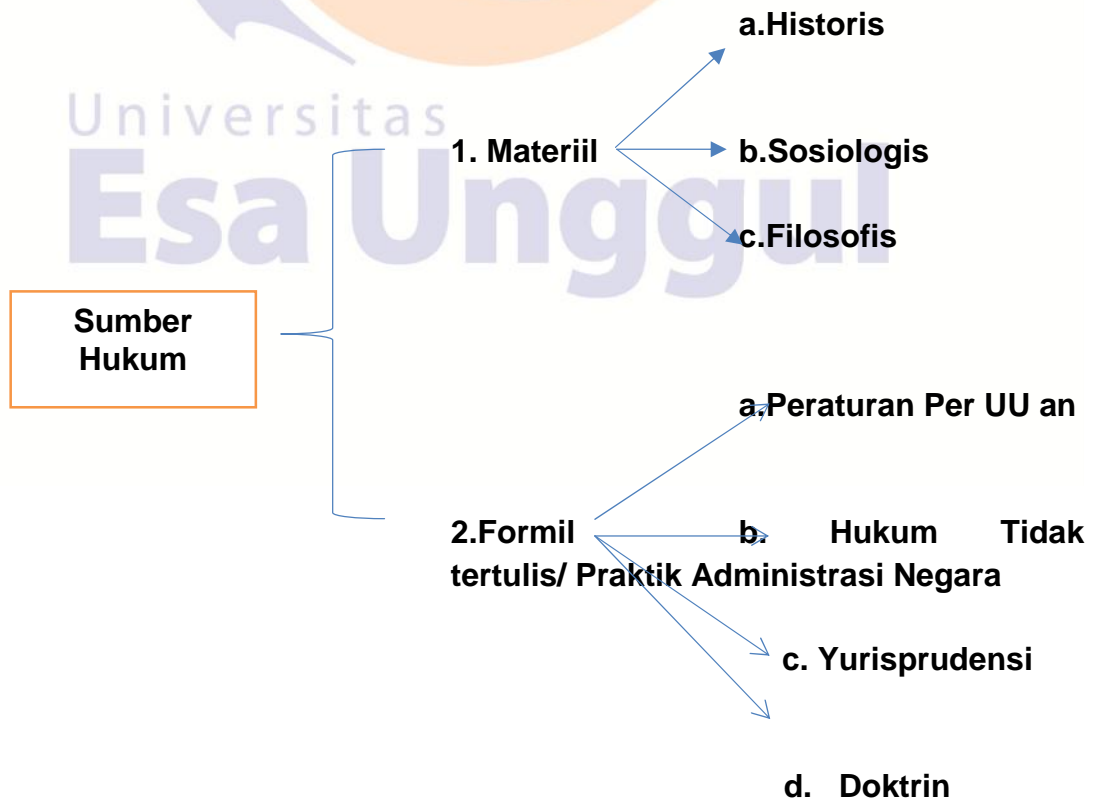 a.Historis
Universitas
Esa Unggul
1. Materiil
b.Sosiologis
c.Filosofis
Sumber
Hukum
a.Peraturan Per UU an
2.Formil b. Hukum Tidak
tertulis/ Praktik Administrasi Negara
c. Yurisprudensi
d. Doktrin